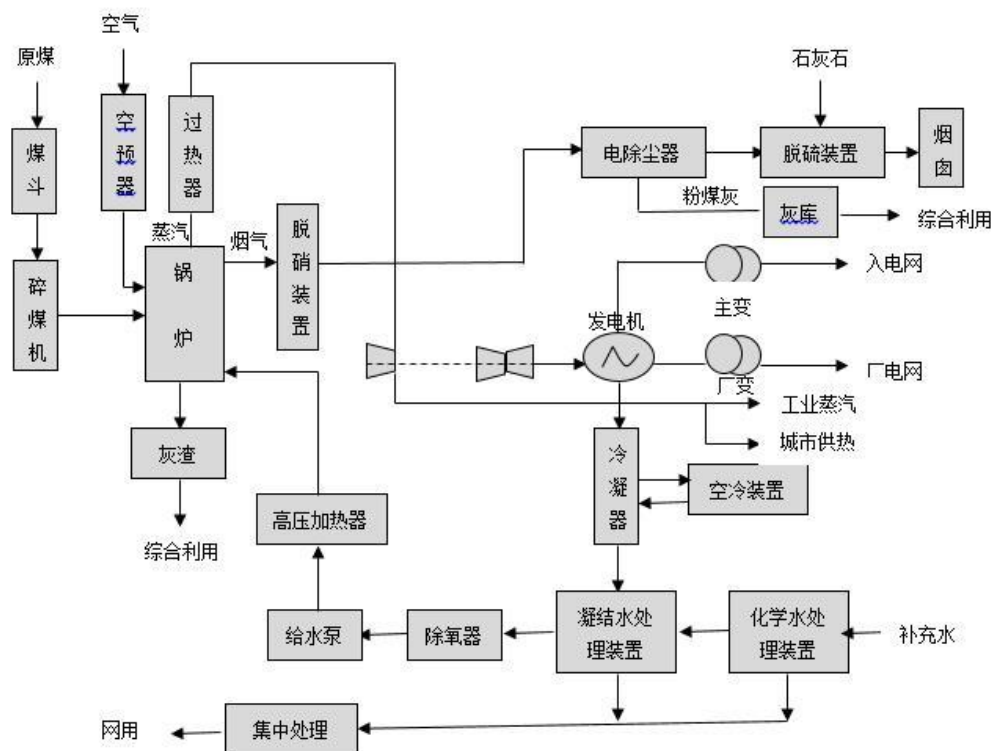 空气
原煤
石灰石
煤斗
空预器
过热器
电除尘器
脱硫装置
烟囱
粉煤灰
灰库
综合利用
蒸汽
烟气
脱硝装置
锅炉
碎煤机
入电网
主变
发电机
厂变
厂电网
工业蒸汽
城市供热
灰渣
冷凝器
空冷装置
高压加热器
综合利用
给水泵
除氧器
凝结水处
理装置
化学水处
理装置
补充水
网用
集中处理